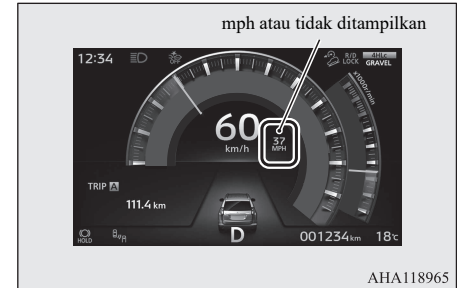 mph atau tidak ditampilkan
12:34 R/D LOCK 4HLc GRAVEL
x1000r/min
60 km/h
37 MPH
TRIP A
111.4 km
HOLD A D 001234 km 18°c
AHA118965